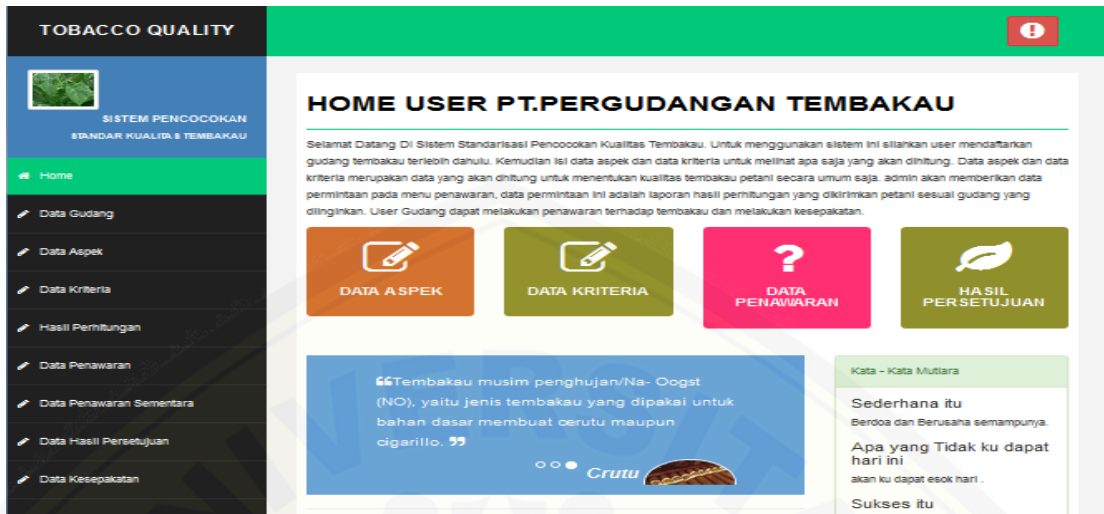 TOBACCO QUALITY
SISTEM PENCOCOKAN
STANDAR KUALITAS TEMBAKAU
Home
Data Gudang
Data Aspek
Data Kriteria
Hasil Perhitungan
Data Penawaran
Data Penawaran Sementara
Data Hasil Persetujuan
Data Kesepakatan
HOME USER PT.PERGUDANGAN TEMBAKAU
Selamat Datang Di Sistem Standarisasi Pencocokan Kualitas Tembakau. Untuk menggunakan sistem ini silahkan user mendaftarkan
gudang tembakau terlebih dahulu. Kemudian isi data aspek dan data kriteria untuk melihat apa saja yang akan dihitung. Data aspek dan data
kriteria merupakan data yang akan dhitung untuk menentukan kualitas tembakau petani secara umum saja. admin akan memberikan data
permintaan pada menu penawaran, data permintaan ini adalah laporan hasil perhitungan yang dikirimkan petani sesuai gudang yang
diinginkan. User Gudang dapat melakukan penawaran terhadap tembakau dan melakukan kesepakatan.
DATA ASPEK
DATA KRITERIA
?
DATA
PENAWARAN
HASIL
PERSETUJUAN
❝Tembakau musim penghujan/Na- Oogst
(NO), yaitu jenis tembakau yang dipakai untuk
bahan dasar membuat cerutu maupun
cigarillo. ❞
Crutu
Kata - Kata Mutiara
Sederhana itu
Berdoa dan Berusaha semampunya.
Apa yang Tidak ku dapat
hari ini
akan ku dapat esok hari .
Sukses itu
UNIVERSITA